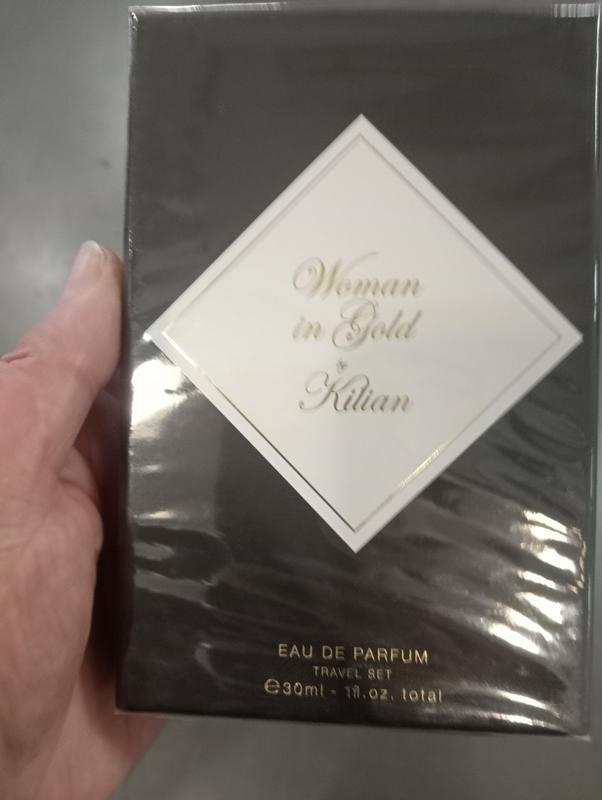 Woman
in Gold
by
Kilian
EAU DE PARFUM
TRAVEL SET
℮30ml - 1fl.oz. total